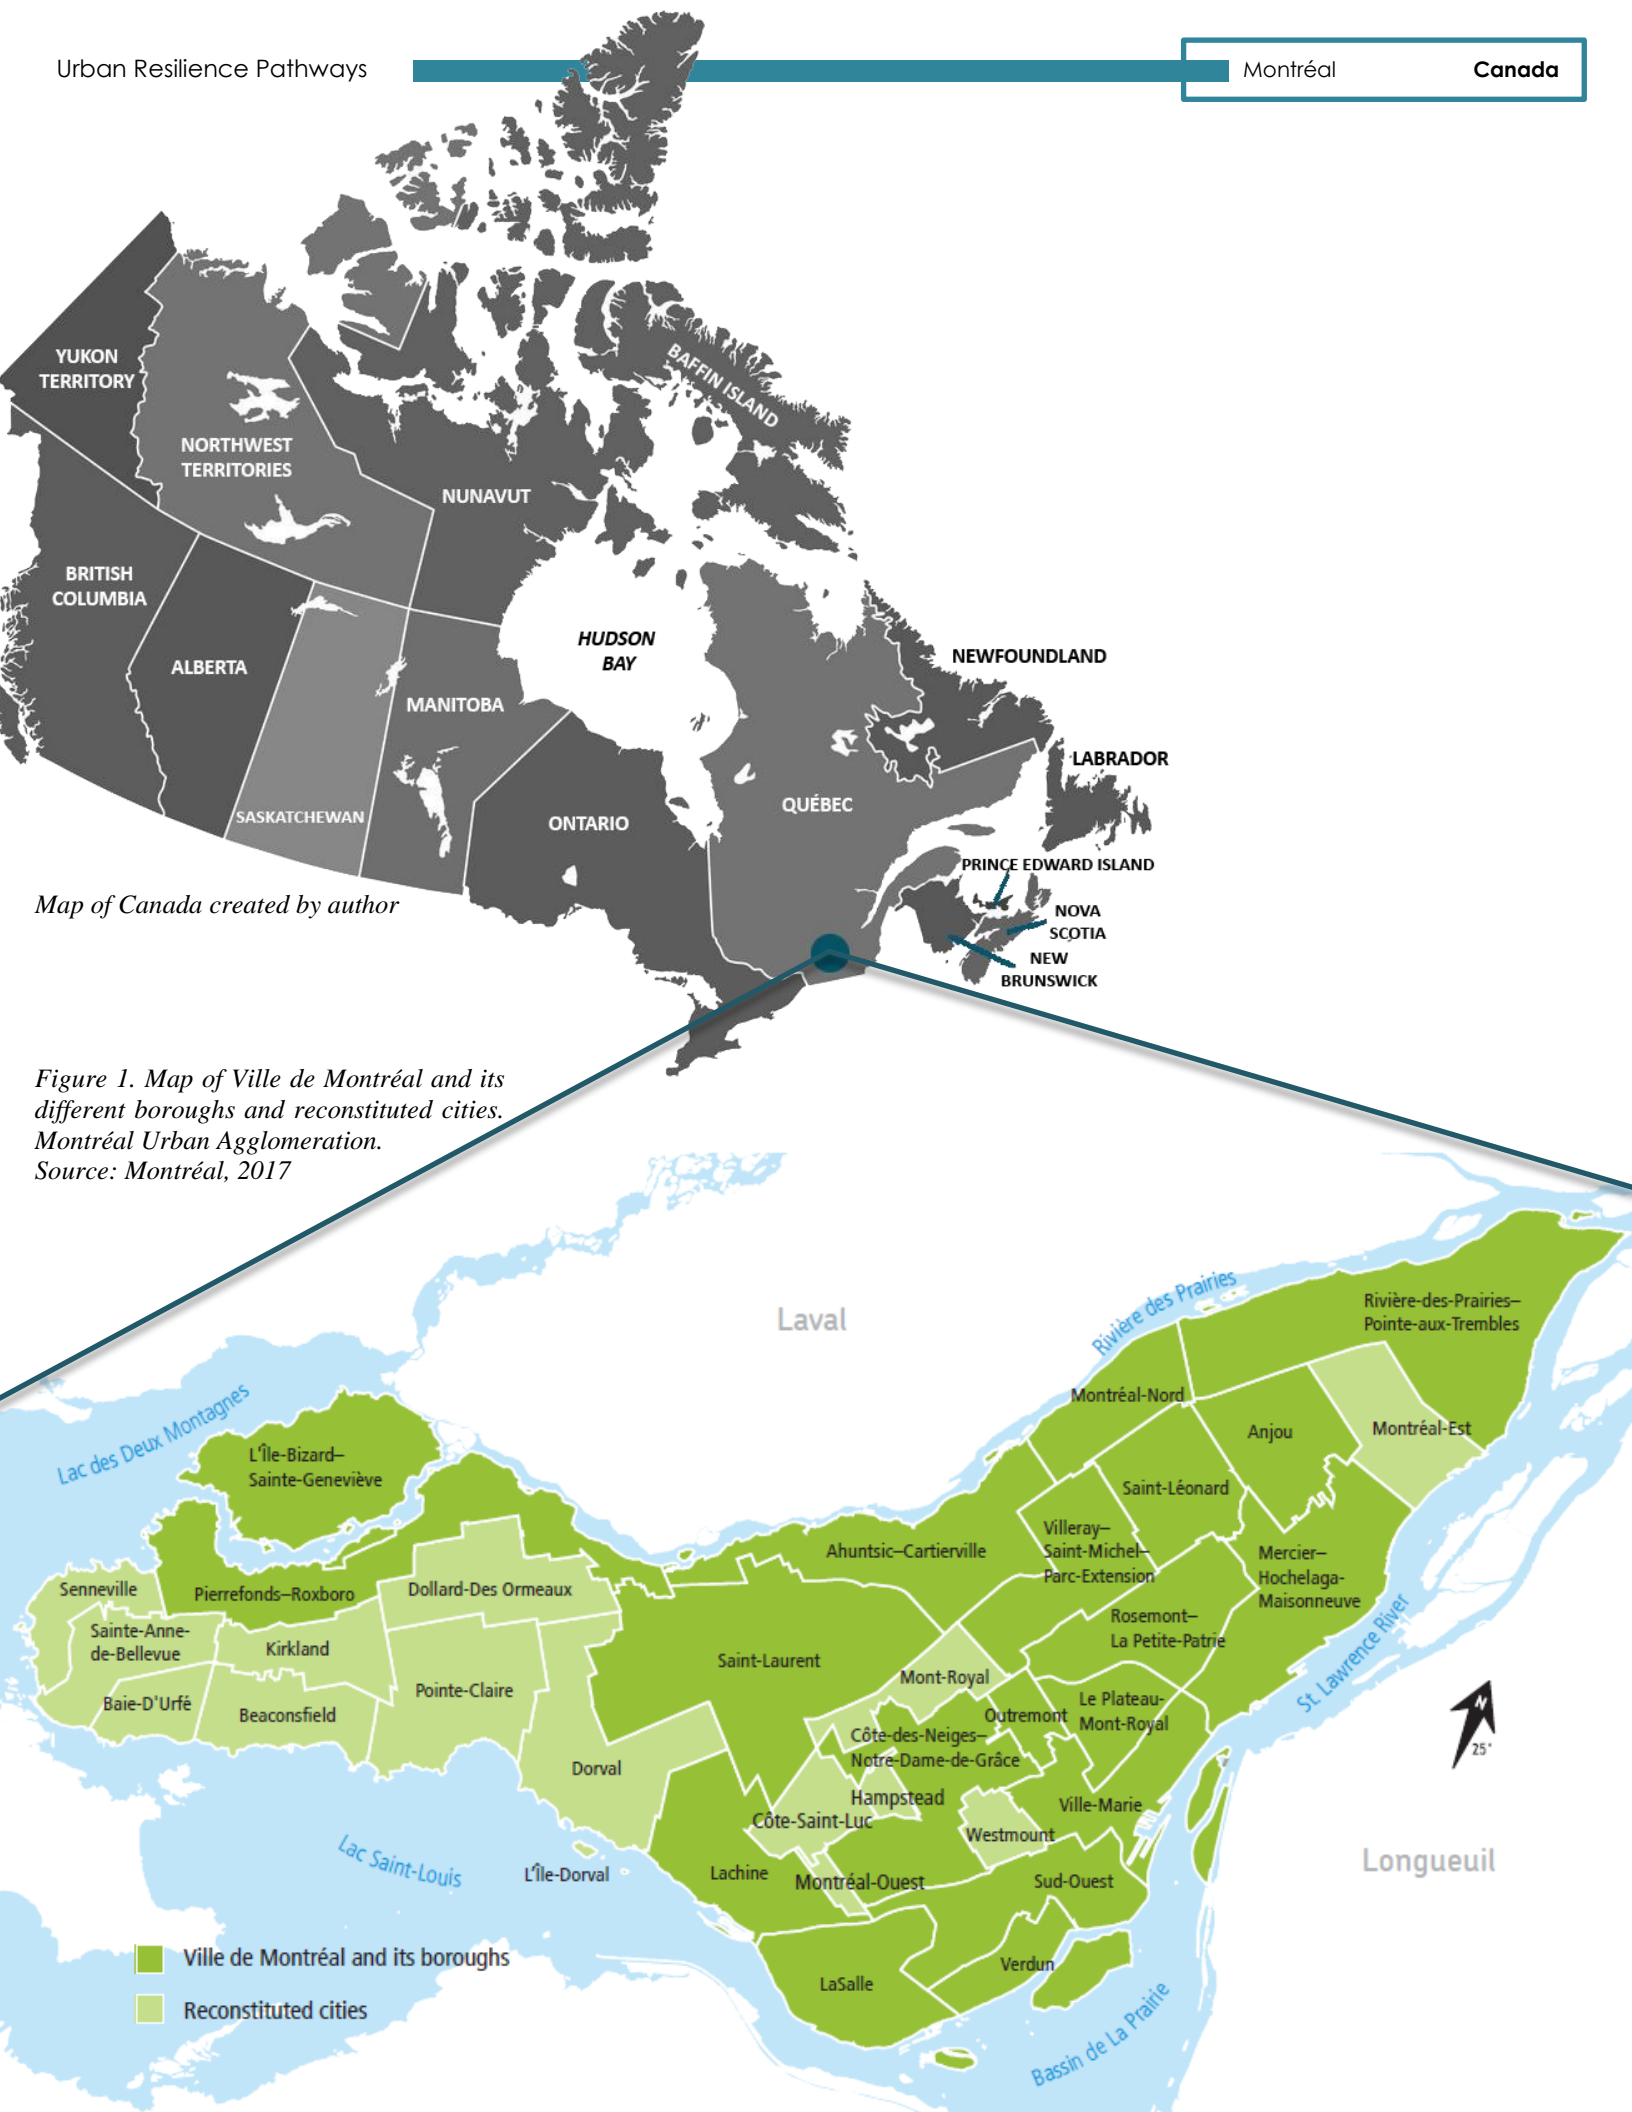 Urban Resilience Pathways
Montréal
Canada
YUKON
TERRITORY
NORTHWEST
TERRITORIES
NUNAVUT
BAFFIN ISLAND
BRITISH
COLUMBIA
ALBERTA
SASKATCHEWAN
MANITOBA
HUDSON
BAY
ONTARIO
QUÉBEC
NEWFOUNDLAND
LABRADOR
PRINCE EDWARD ISLAND
NOVA
SCOTIA
NEW
BRUNSWICK
Map of Canada created by author
Figure 1. Map of Ville de Montréal and its
different boroughs and reconstituted cities.
Montréal Urban Agglomeration.
Source: Montréal, 2017
Laval
Rivière des Prairies
Rivière-des-Prairies–
Pointe-aux-Trembles
Montréal-Nord
Anjou
Montréal-Est
Lac des Deux Montagnes
L'Île-Bizard–
Sainte-Geneviève
Saint-Léonard
Villeray–
Saint-Michel–
Parc-Extension
Ahuntsic–Cartierville
Mercier–
Hochelaga-
Maisonneuve
Senneville
Pierrefonds–Roxboro
Dollard-Des Ormeaux
Sainte-Anne-
de-Bellevue
Kirkland
Rosemont–
La Petite-Patrie
Saint-Laurent
Mont-Royal
St. Lawrence River
Baie-D'Urfé
Beaconsfield
Pointe-Claire
Outremont
Le Plateau-
Mont-Royal
Côte-des-Neiges–
Notre-Dame-de-Grâce
N
25°
Dorval
Hampstead
Ville-Marie
Côte-Saint-Luc
Westmount
Lac Saint-Louis
L'Île-Dorval
Lachine
Montréal-Ouest
Sud-Ouest
Longueuil
Ville de Montréal and its boroughs
Verdun
LaSalle
Reconstituted cities
Bassin de La Prairie